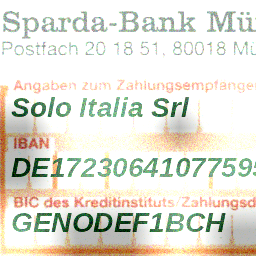 Sparda-Bank Mü
Postfach 20 18 51, 80018 Mü
Angaben zum Zahlungsempfänger
Solo Italia Srl
IBAN
DE1723064107759
BIC des Kreditinstituts/Zahlungsd
GENODEF1BCH